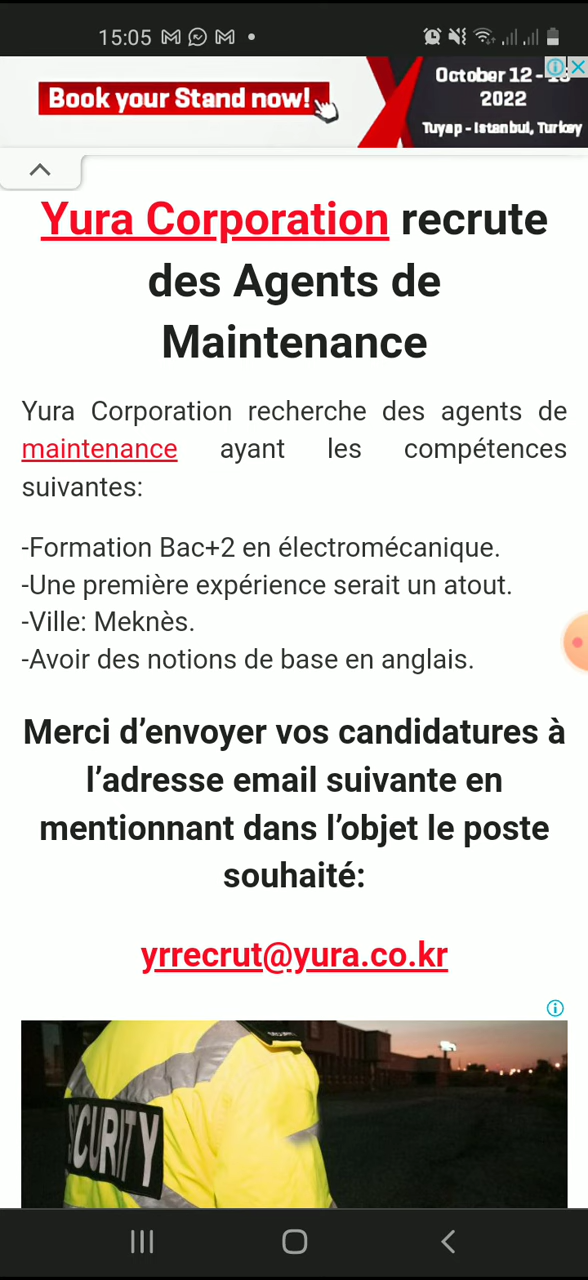 15:05
Book your Stand now!
October 12 -
2022
Tuyap - Istanbul, Turkey
Yura Corporation recrute
des Agents de
Maintenance
Yura Corporation recherche des agents de
maintenance ayant les compétences
suivantes:
-Formation Bac+2 en électromécanique.
-Une première expérience serait un atout.
-Ville: Meknès.
-Avoir des notions de base en anglais.
Merci d’envoyer vos candidatures à
l’adresse email suivante en
mentionnant dans l’objet le poste
souhaité:
yrrecrut@yura.co.kr
SECURITY